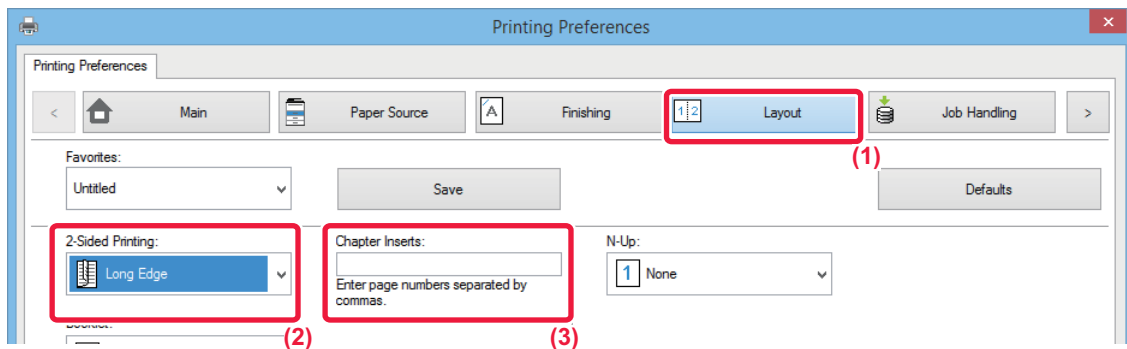 Printing Preferences
×
Printing Preferences
<
Main
Paper Source
A
Finishing
1 2
Layout
Job Handling
>
(1)
Favorites:
Untitled
Save
Defaults
2-Sided Printing:
Chapter Inserts:
N-Up:
Long Edge
1
None
Enter page numbers separated by
commas.
(2)
(3)